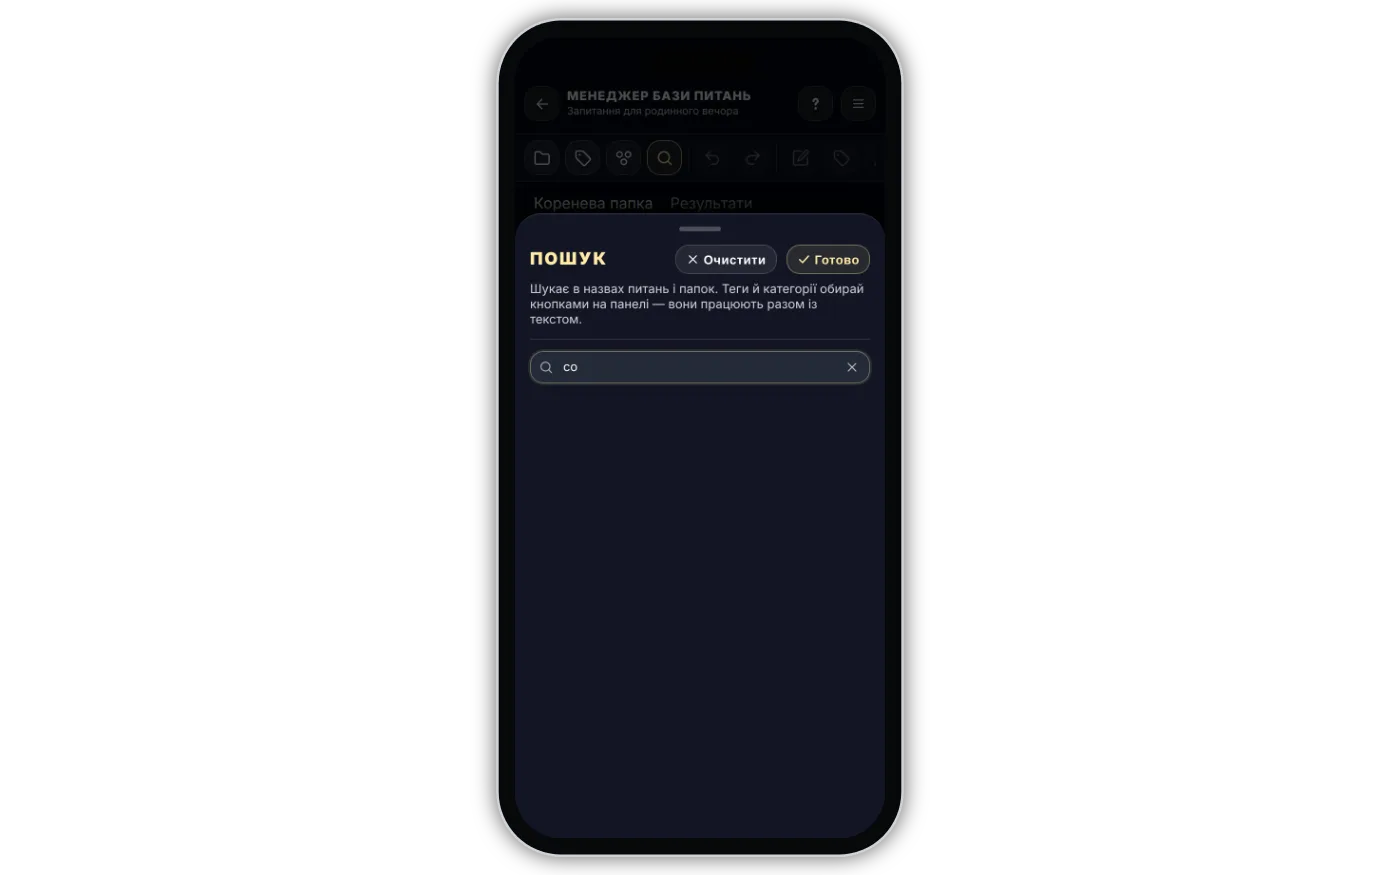 МЕНЕДЖЕР БАЗИ ПИТАНЬ
Запитання для родинного вечора
?
Коренева папка Результати
ПОШУК
Очистити
Готово
Шукає в назвах питань і папок. Теги й категорії обирай
кнопками на панелі — вони працюють разом із
текстом.
со